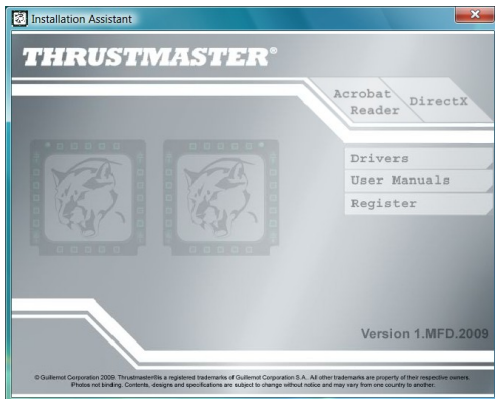 Installation Assistant
THRUSTMASTER®
Acrobat Reader
DirectX
Drivers
User Manuals
Register
Version 1.MFD.2009
© Guillemot Corporation 2009. Thrustmaster® is a registered trademarks of Guillemot Corporation S.A.. All other trademarks are property of their respective owners.
Photos not binding. Contents, designs and specifications are subject to change without notice and may vary from one country to another.